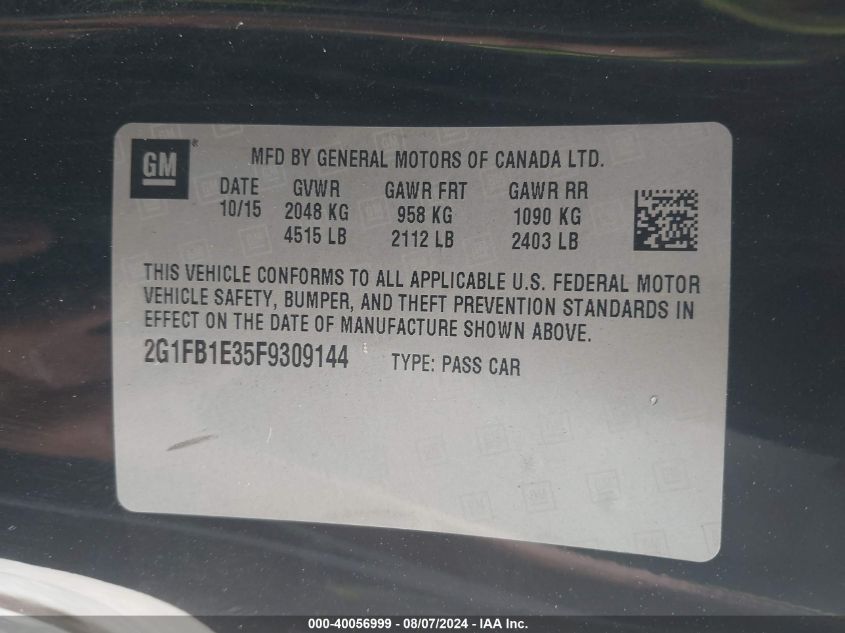 GM
MFD BY GENERAL MOTORS OF CANADA LTD.
DATE GVWR GAWR FRT GAWR RR
10/15 2048 KG 958 KG 1090 KG
4515 LB 2112 LB 2403 LB
THIS VEHICLE CONFORMS TO ALL APPLICABLE U.S. FEDERAL MOTOR
VEHICLE SAFETY, BUMPER, AND THEFT PREVENTION STANDARDS IN
EFFECT ON THE DATE OF MANUFACTURE SHOWN ABOVE.
2G1FB1E35F9309144 TYPE: PASS CAR
000-40056999 - 08/07/2024 - IAA Inc.